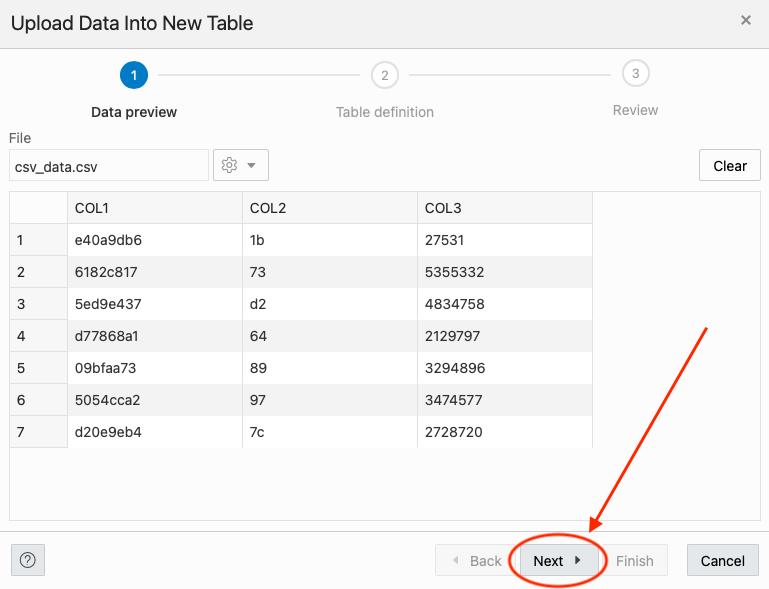 Upload Data Into New Table
1 2 3
Data preview Table definition Review
File
csv_data.csv Clear
COL1 COL2 COL3
1 e40a9db6 1b 27531
2 6182c817 73 5355332
3 5ed9e437 d2 4834758
4 d77868a1 64 2129797
5 09bfaa73 89 3294896
6 5054cca2 97 3474577
7 d20e9eb4 7c 2728720
? Back Next Finish Cancel